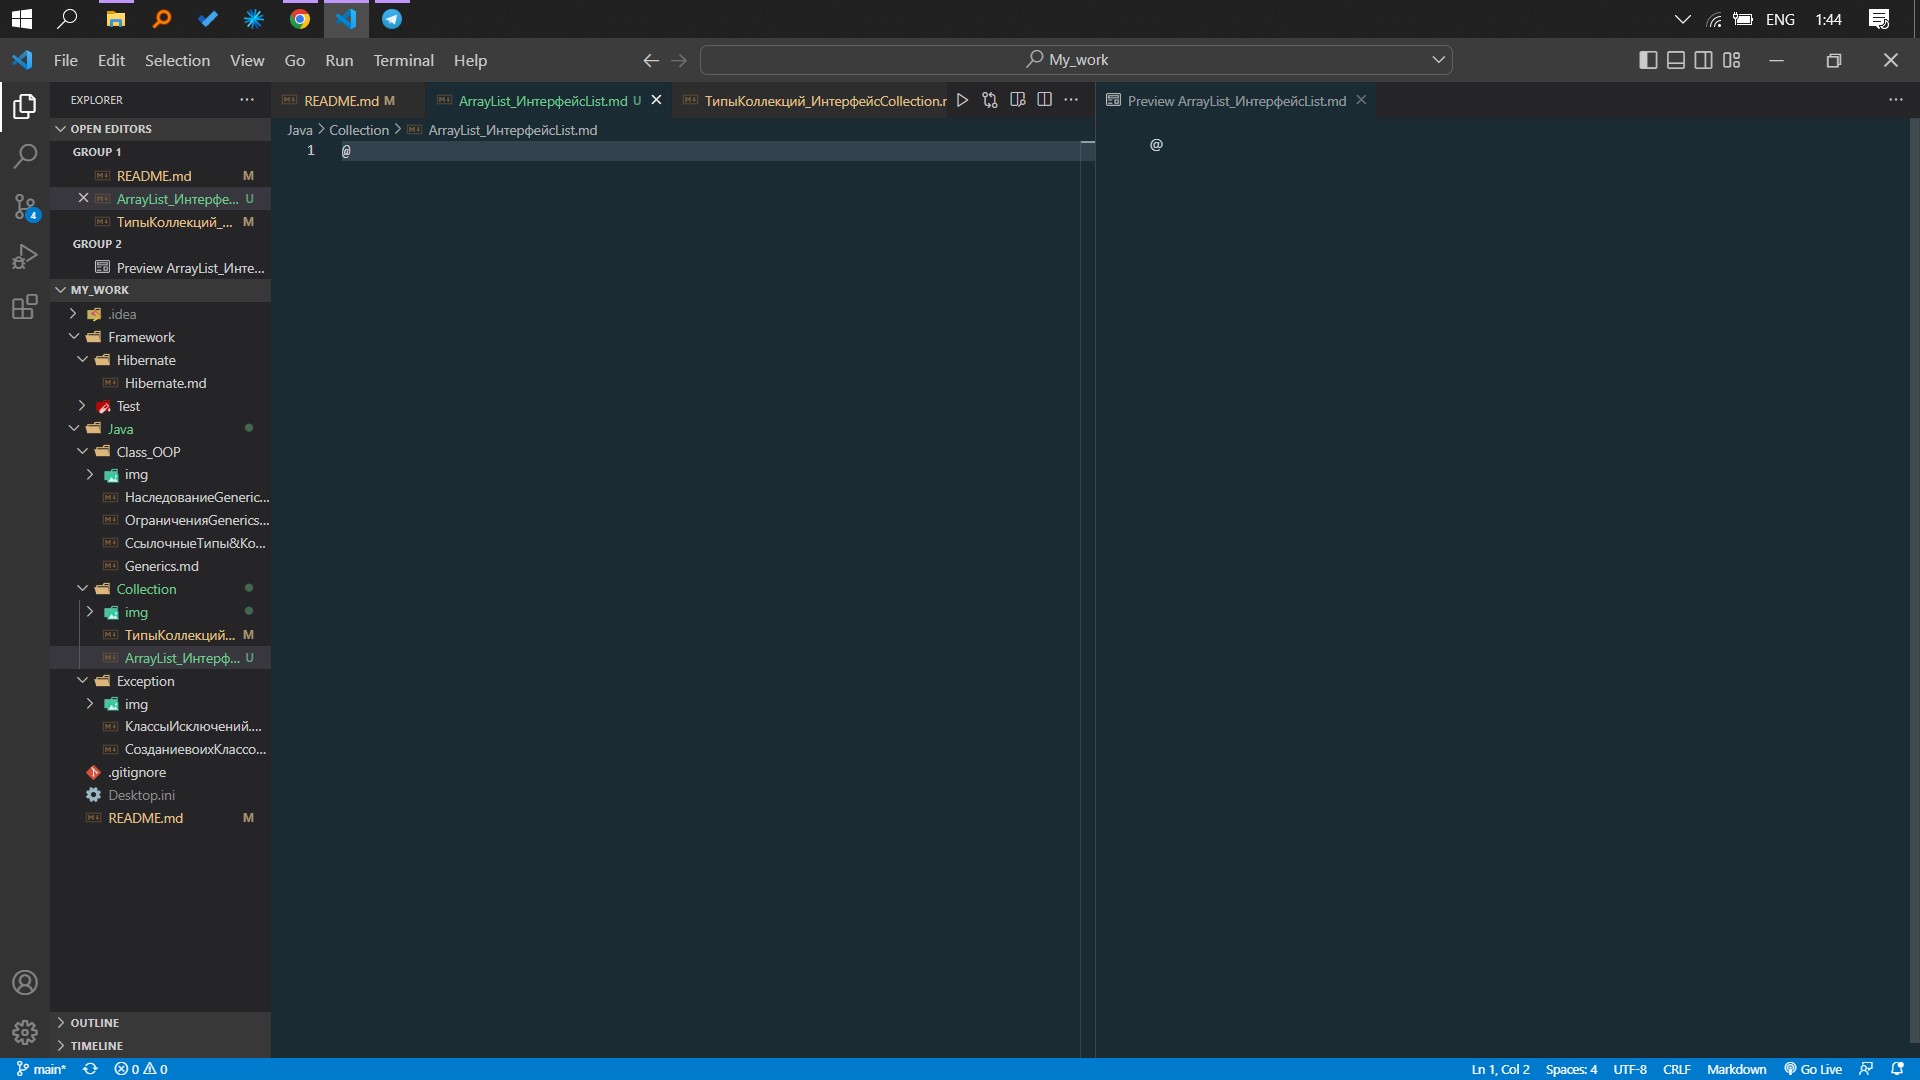 ENG 1:44
File Edit Selection View Go Run Terminal Help My_work
EXPLORER
OPEN EDITORS
GROUP 1
README.md M
ArrayList_Интерфе... U
ТипыКоллекций_... M
GROUP 2
Preview ArrayList_Инте...
MY_WORK
.idea
Framework
Hibernate
Hibernate.md
Test
Java
Class_OOP
img
НаследованиеGeneric...
ОграниченияGenerics...
СсылочныеТипы&Ко...
Generics.md
Collection
img
ТипыКоллекций... M
ArrayList_Интерф... U
Exception
img
КлассыИсключений....
СозданиевоихКлассо...
.gitignore
Desktop.ini
README.md M
OUTLINE
TIMELINE
README.md M ArrayList_ИнтерфейсList.md U ТипыКоллекций_ИнтерфейсCollection.r
Java > Collection > ArrayList_ИнтерфейсList.md
1 @
Preview ArrayList_ИнтерфейсList.md
@
4
main* 0 0 Ln 1, Col 2 Spaces: 4 UTF-8 CRLF Markdown Go Live